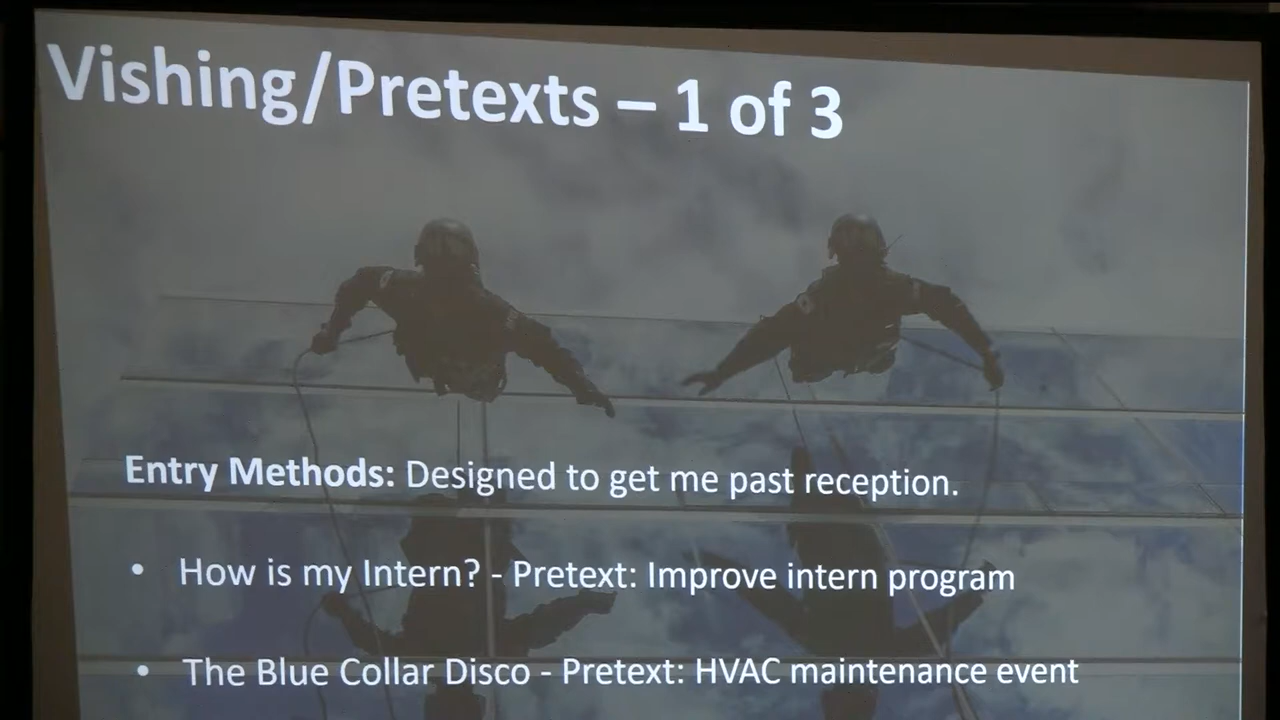 Vishing/Pretexts – 1 of 3
Entry Methods: Designed to get me past reception.
• How is my Intern? - Pretext: Improve intern program
• The Blue Collar Disco - Pretext: HVAC maintenance event